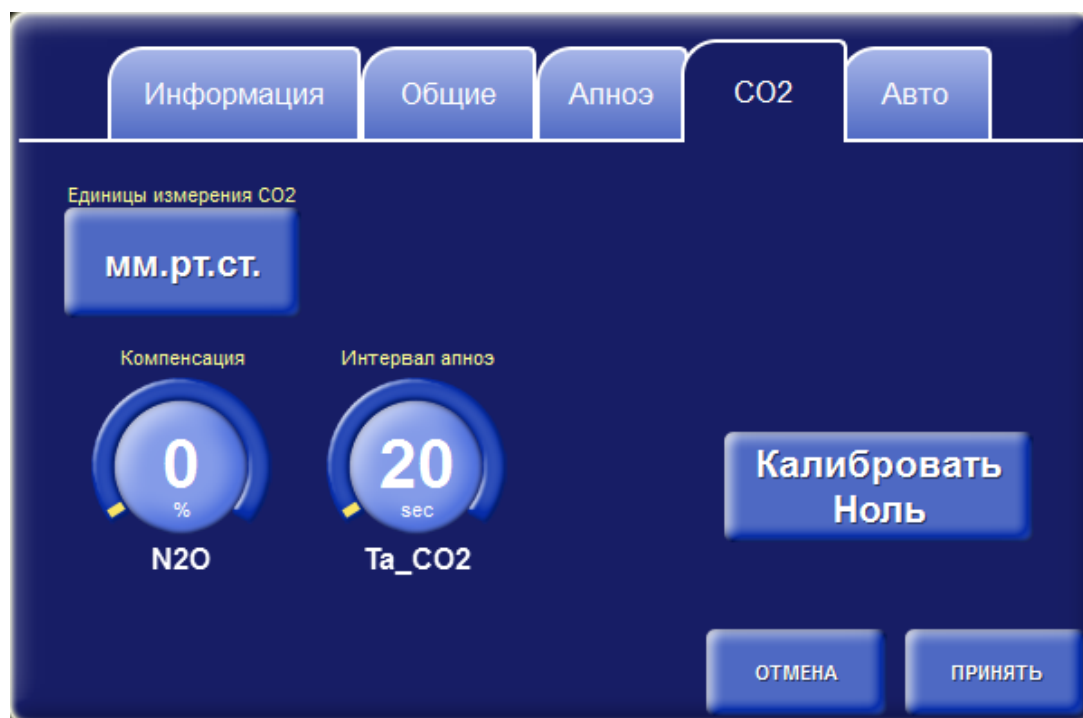 Информация
Общие
Апноэ
CO2
Авто
Единицы измерения CO2
мм.рт.ст.
Компенсация
Интервал апноэ
0
%
N2O
20
sec
Ta_CO2
Калибровать
Ноль
ОТМЕНА
ПРИНЯТЬ